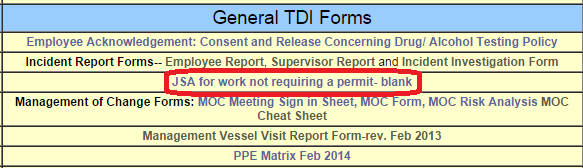 General TDI Forms
Employee Acknowledgement: Consent and Release Concerning Drug/ Alcohol Testing Policy
Incident Report Forms-- Employee Report, Supervisor Report and Incident Investigation Form
JSA for work not requiring a permit- blank
Management of Change Forms: MOC Meeting Sign in Sheet, MOC Form, MOC Risk Analysis MOC
Cheat Sheet
Management Vessel Visit Report Form-rev. Feb 2013
PPE Matrix Feb 2014